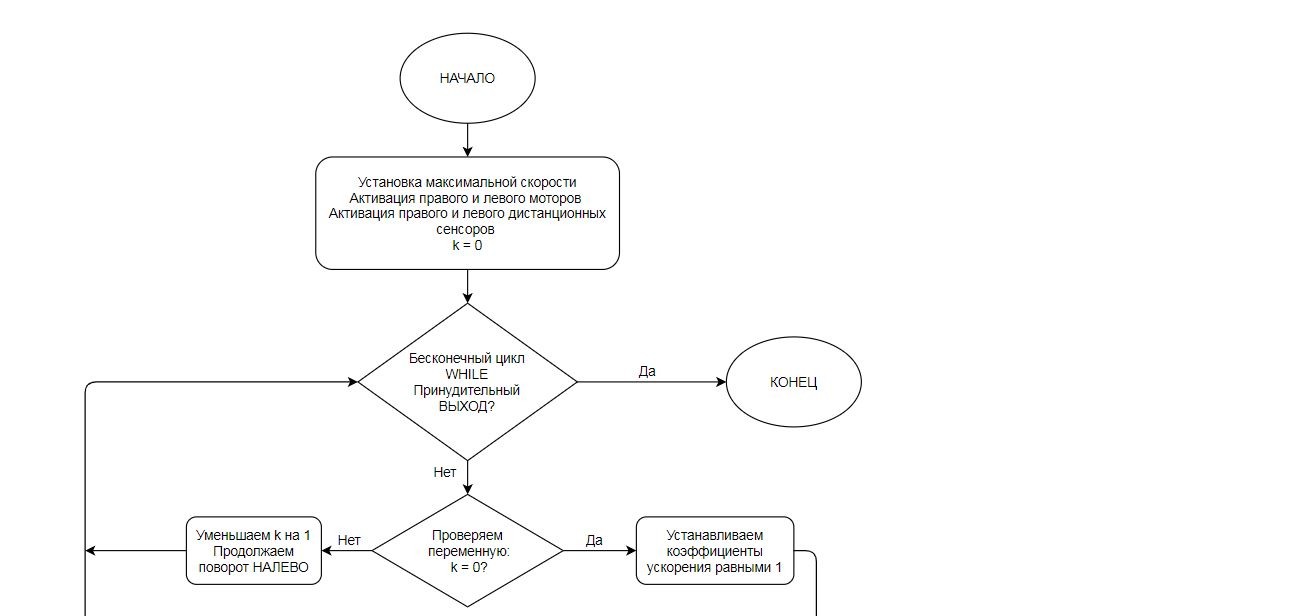 НАЧАЛО
Установка максимальной скорости
Активация правого и левого моторов
Активация правого и левого дистанционных
сенсоров
k = 0
Бесконечный цикл
WHILE
Принудительный
ВЫХОД?
Да
КОНЕЦ
Нет
Уменьшаем k на 1
Продолжаем
поворот НАЛЕВО
Нет
Проверяем
переменную:
k = 0?
Да
Устанавливаем
коэффициенты
ускорения равными 1